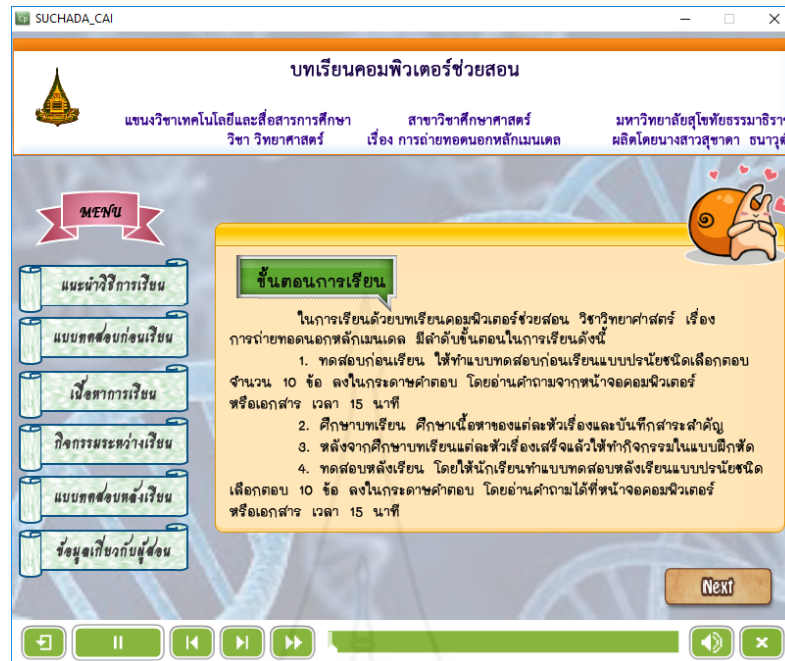 SUCHADA_CAI
บทเรียนคอมพิวเตอร์ช่วยสอน
แขนงวิชาเทคโนโลยีและสื่อสารการศึกษา สาขาวิชาศึกษาศาสตร์ มหาวิทยาลัยสุโขทัยธรรมาธิราช
วิชา วิทยาศาสตร์ เรื่อง การถ่ายทอดนอกหลักเมนเดล ผลิตโดยนางสาวสุชาดา
MENU
แนะนำวิธีการเรียน
แบบทดสอบก่อนเรียน
เนื้อหาการเรียน
กิจกรรมระหว่างเรียน
แบบทดสอบหลังเรียน
ข้อมูลเกี่ยวกับผู้สอน
ขั้นตอนการเรียน
ในการเรียนด้วยบทเรียนคอมพิวเตอร์ช่วยสอน วิชาวิทยาศาสตร์ เรื่อง
การถ่ายทอดนอกหลักเมนเดล มีลำดับขั้นตอนในการเรียนดังนี้
1. ทดสอบก่อนเรียน ให้ทำแบบทดสอบก่อนเรียนแบบปรนัยชนิดเลือกตอบ
จำนวน 10 ข้อ ลงในกระดาษคำตอบ โดยอ่านคำถามจากหน้าจอคอมพิวเตอร์
หรือเอกสาร เวลา 15 นาที
2. ศึกษาบทเรียน ศึกษาเนื้อหาของแต่ละหัวเรื่องและบันทึกสาระสำคัญ
3. หลังจากศึกษาบทเรียนแต่ละหัวเรื่องเสร็จแล้วให้ทำกิจกรรมในแบบฝึกหัด
4. ทดสอบหลังเรียน โดยให้นักเรียนทำแบบทดสอบหลังเรียนแบบปรนัยชนิด
เลือกตอบ 10 ข้อ ลงในกระดาษคำตอบ โดยอ่านคำถามได้ที่หน้าจอคอมพิวเตอร์
หรือเอกสาร เวลา 15 นาที
Next